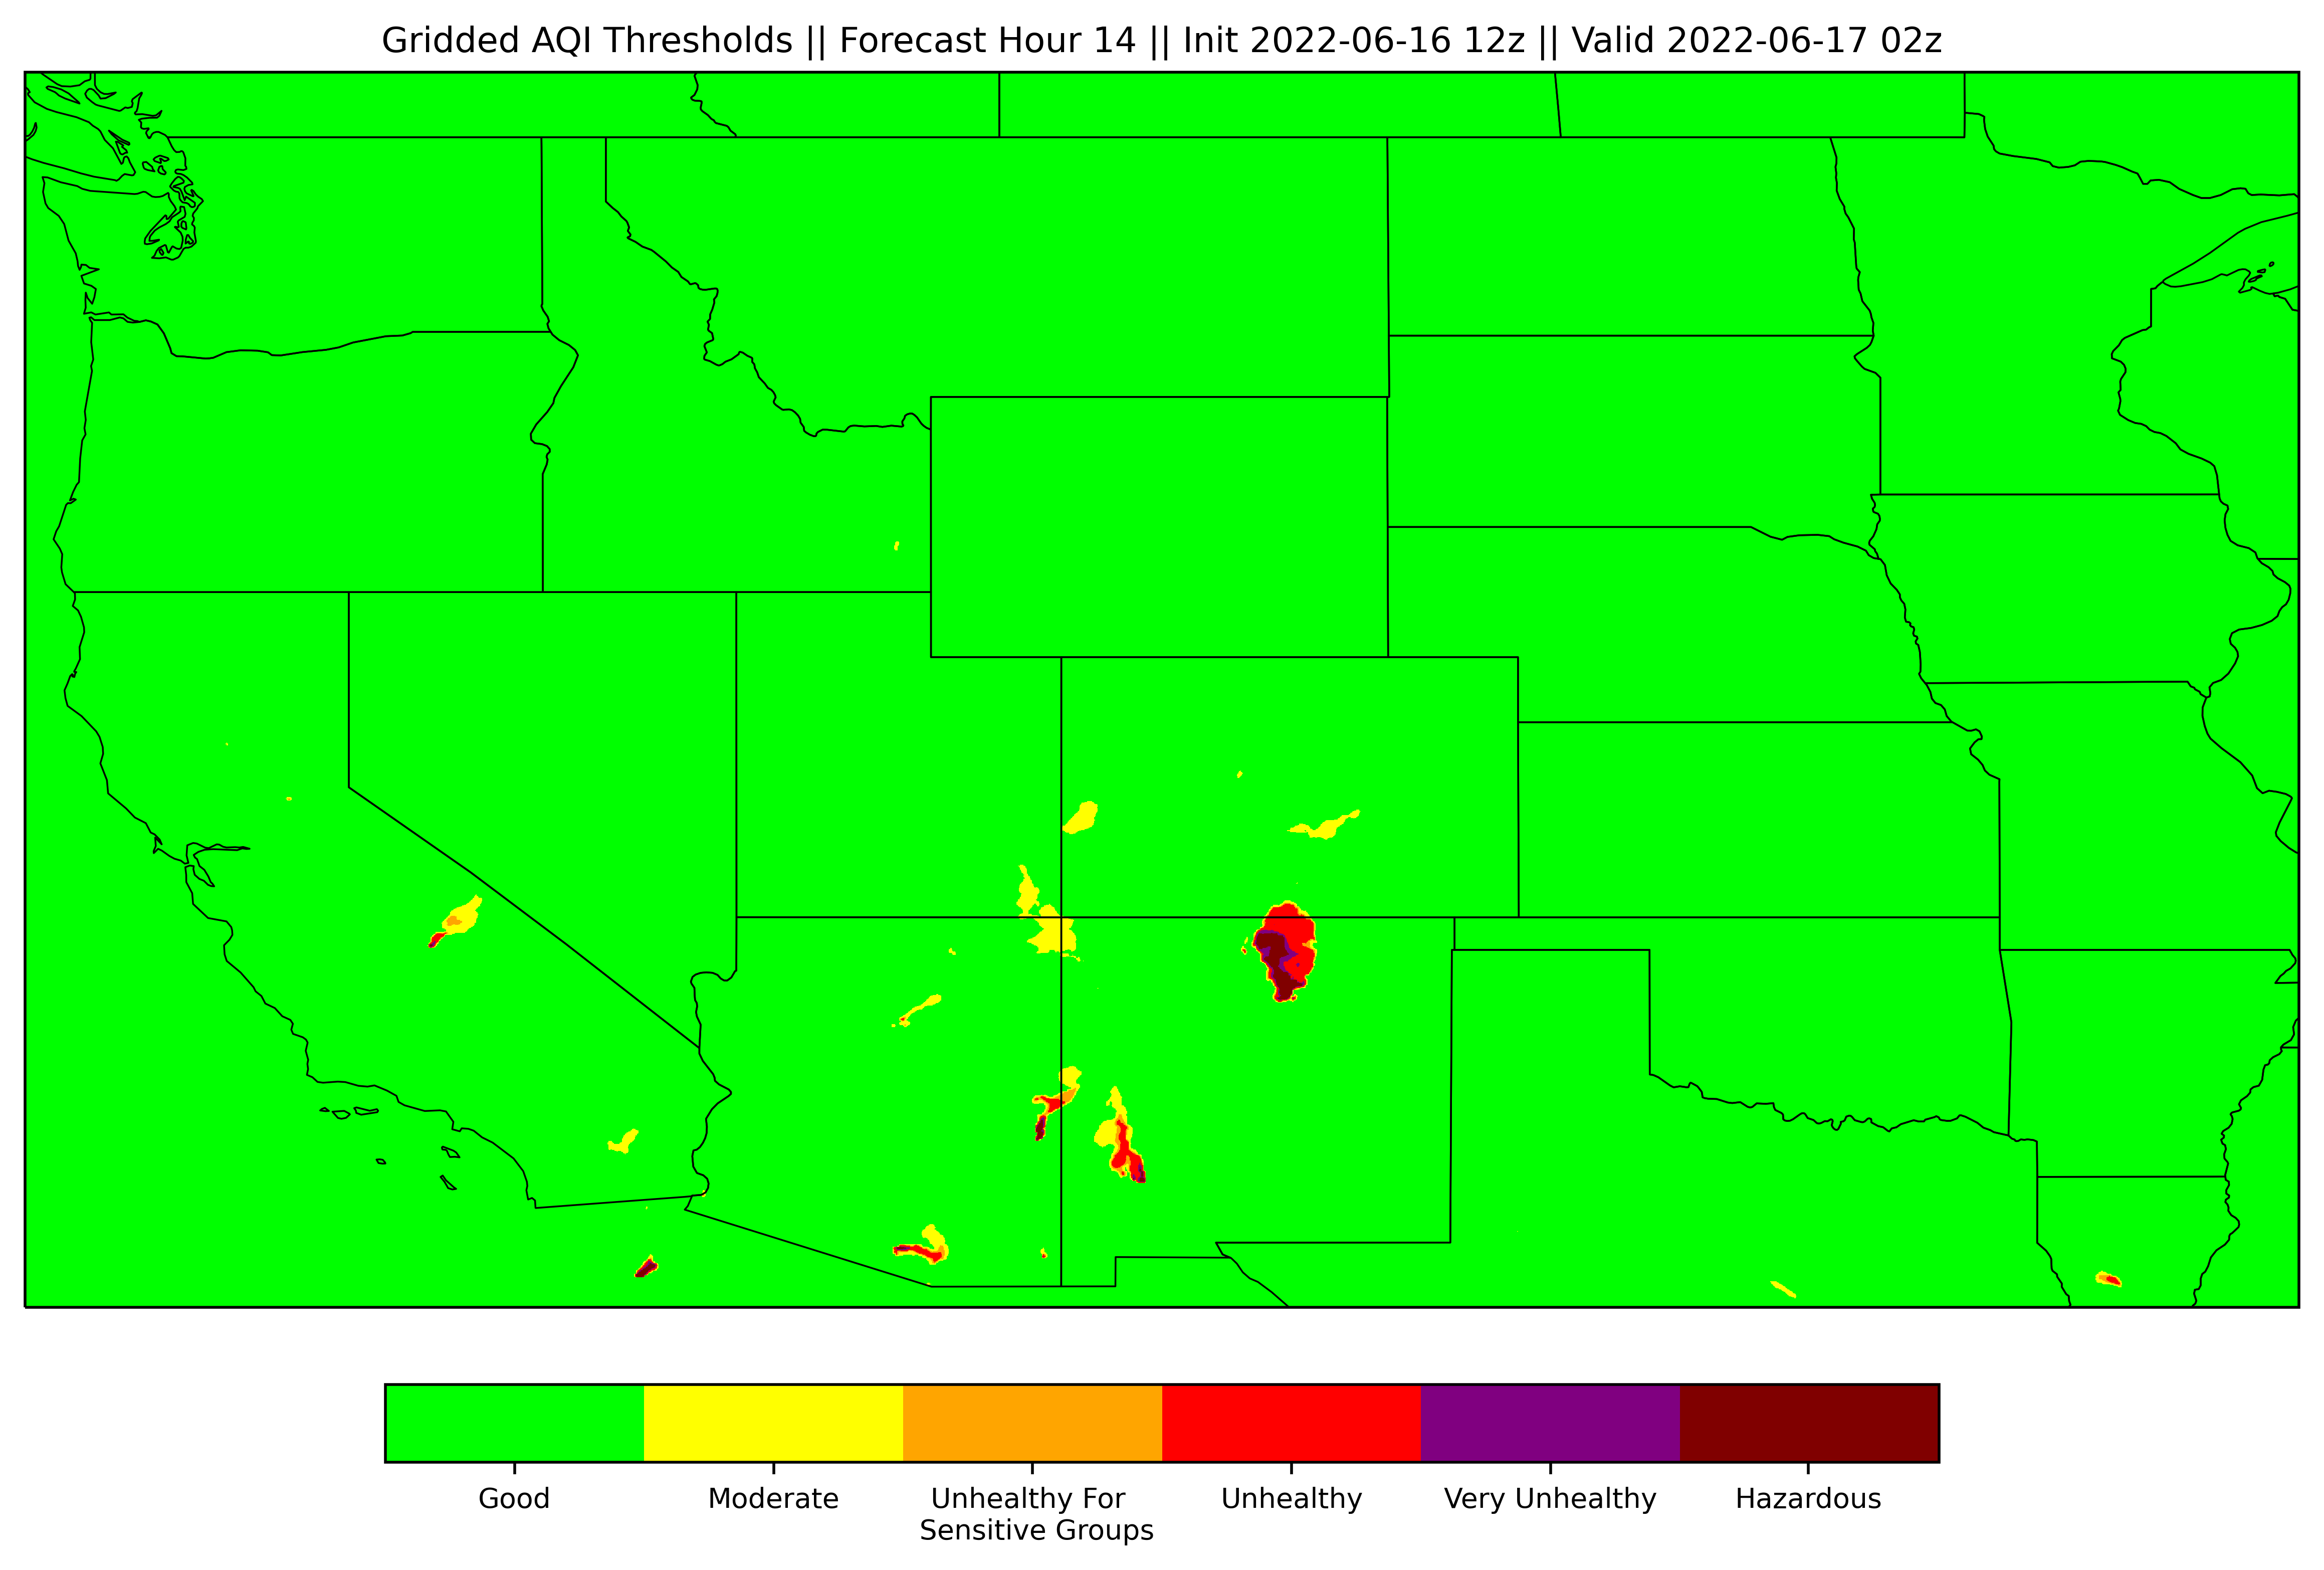 Gridded AQI Thresholds || Forecast Hour 14 || Init 2022-06-16 12z || Valid 2022-06-17 02z
Good
Moderate
Unhealthy For
Sensitive Groups
Unhealthy
Very Unhealthy
Hazardous